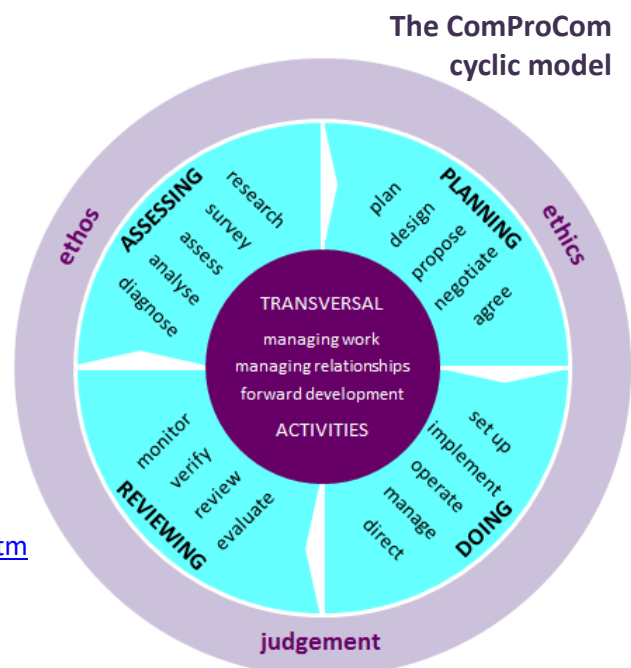 The ComProCom
cyclic model
ethos
ASSESSING
research
survey
assess
analyse
diagnose
PLANNING
plan
design
propose
negotiate
agree
ethics
TRANSVERSAL
managing work
managing relationships
forward development
ACTIVITIES
monitor
verify
review
evaluate
REVIEWING
set up
implement
operate
manage
direct
DOING
tm
judgement